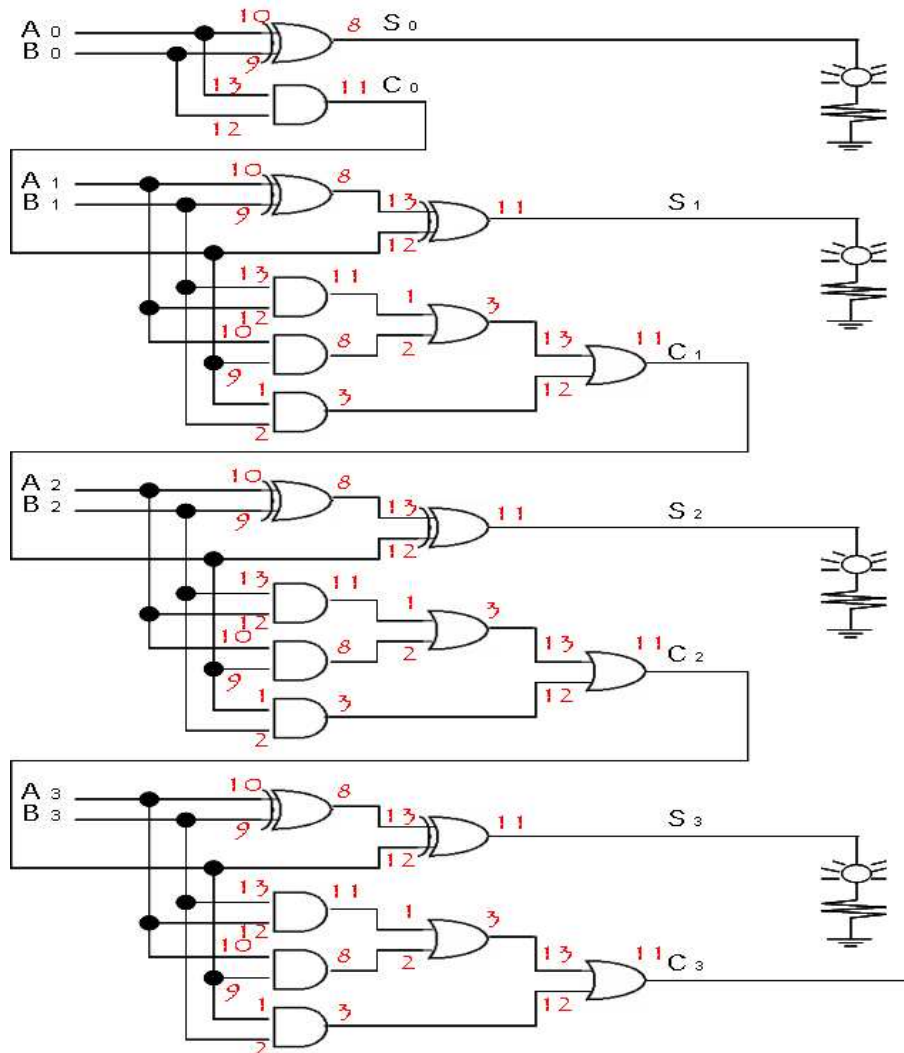 10 8 S 0
A 0
B 0
9
13 11 C 0
12
A 1 10 8
B 1 13 11 S 1
9 12
13 11 1 3
12 13 11 C 1
10 8 2
9 12
1 3
2
A 2 10 8
B 2 13 11 S 2
9 12
13 11 1 3
12 13 11 C 2
10 8 2
9 12
1 3
2
A 3 10 8
B 3 13 11 S 3
9 12
13 11 1 3
12 13 11 C 3
10 8 2
9 12
1 3
2